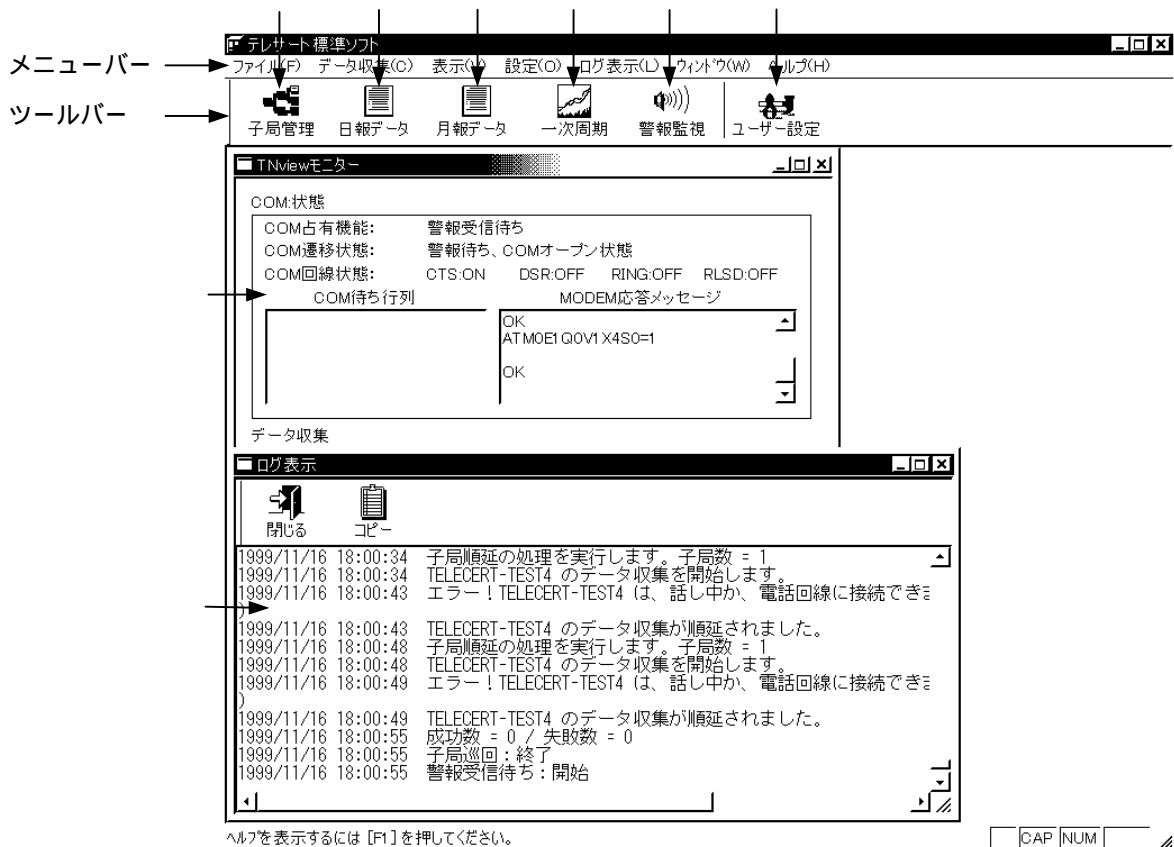 テレサート標準ソフト
メニューバー
ファイル(F) データ収集(C) 表示(V) 設定(O) ログ表示(L) ウィンドウ(W) ヘルプ(H)
ツールバー
子局管理 日報データ 月報データ 一次周期 警報監視 ユーザー設定
TNviewモニター
COM:状態
COM占有機能: 警報受信待ち
COM遷移状態: 警報待ち、COMオープン状態
COM回線状態: CTS:ON DSR:OFF RING:OFF RLSD:OFF
COM待ち行列 MODEM応答メッセージ
OK
ATM0E1Q0V1X4S0=1
OK
データ収集
ログ表示
閉じる コピー
1999/11/16 18:00:34 子局順延の処理を実行します。子局数 = 1
1999/11/16 18:00:34 TELECERT-TEST4 のデータ収集を開始します。
1999/11/16 18:00:43 エラー！TELECERT-TEST4 は、話し中か、電話回線に接続できま
)
1999/11/16 18:00:43 TELECERT-TEST4 のデータ収集が順延されました。
1999/11/16 18:00:48 子局順延の処理を実行します。子局数 = 1
1999/11/16 18:00:48 TELECERT-TEST4 のデータ収集を開始します。
1999/11/16 18:00:49 エラー！TELECERT-TEST4 は、話し中か、電話回線に接続できま
)
1999/11/16 18:00:49 TELECERT-TEST4 のデータ収集が順延されました。
1999/11/16 18:00:55 成功数 = 0 / 失敗数 = 0
1999/11/16 18:00:55 子局巡回：終了
1999/11/16 18:00:55 警報受信待ち：開始
ヘルプを表示するには [F1] を押してください。
CAP NUM